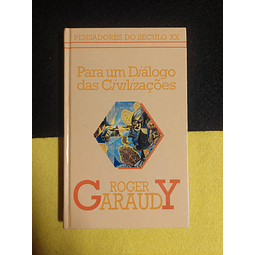 PENSADORES DO SÉCULO XX
Para um Diálogo
das Civilizações
ROGER
GARAUDY